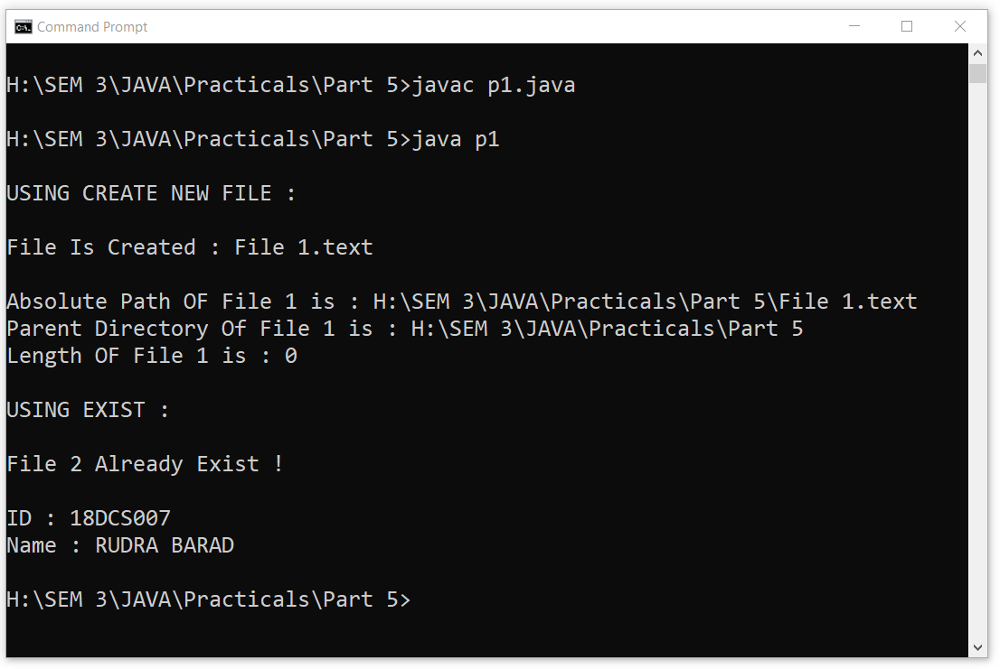 Command Prompt
H:\SEM 3\JAVA\Practicals\Part 5>javac p1.java
H:\SEM 3\JAVA\Practicals\Part 5>java p1
USING CREATE NEW FILE :
File Is Created : File 1.text
Absolute Path OF File 1 is : H:\SEM 3\JAVA\Practicals\Part 5\File 1.text
Parent Directory Of File 1 is : H:\SEM 3\JAVA\Practicals\Part 5
Length OF File 1 is : 0
USING EXIST :
File 2 Already Exist !
ID : 18DCS007
Name : RUDRA BARAD
H:\SEM 3\JAVA\Practicals\Part 5>